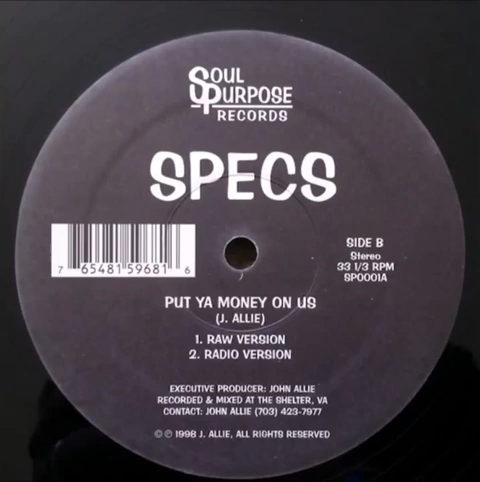 SOUL
PURPOSE
RECORDS
SPECS
7 65481 59681 6
SIDE B
Stereo
33 1/3 RPM
SP0001A
PUT YA MONEY ON US
(J. ALLIE)
1. RAW VERSION
2. RADIO VERSION
EXECUTIVE PRODUCER: JOHN ALLIE
RECORDED & MIXED AT THE SHELTER, VA
CONTACT: JOHN ALLIE (703) 423-7977
© ℗ 1998 J. ALLIE, ALL RIGHTS RESERVED